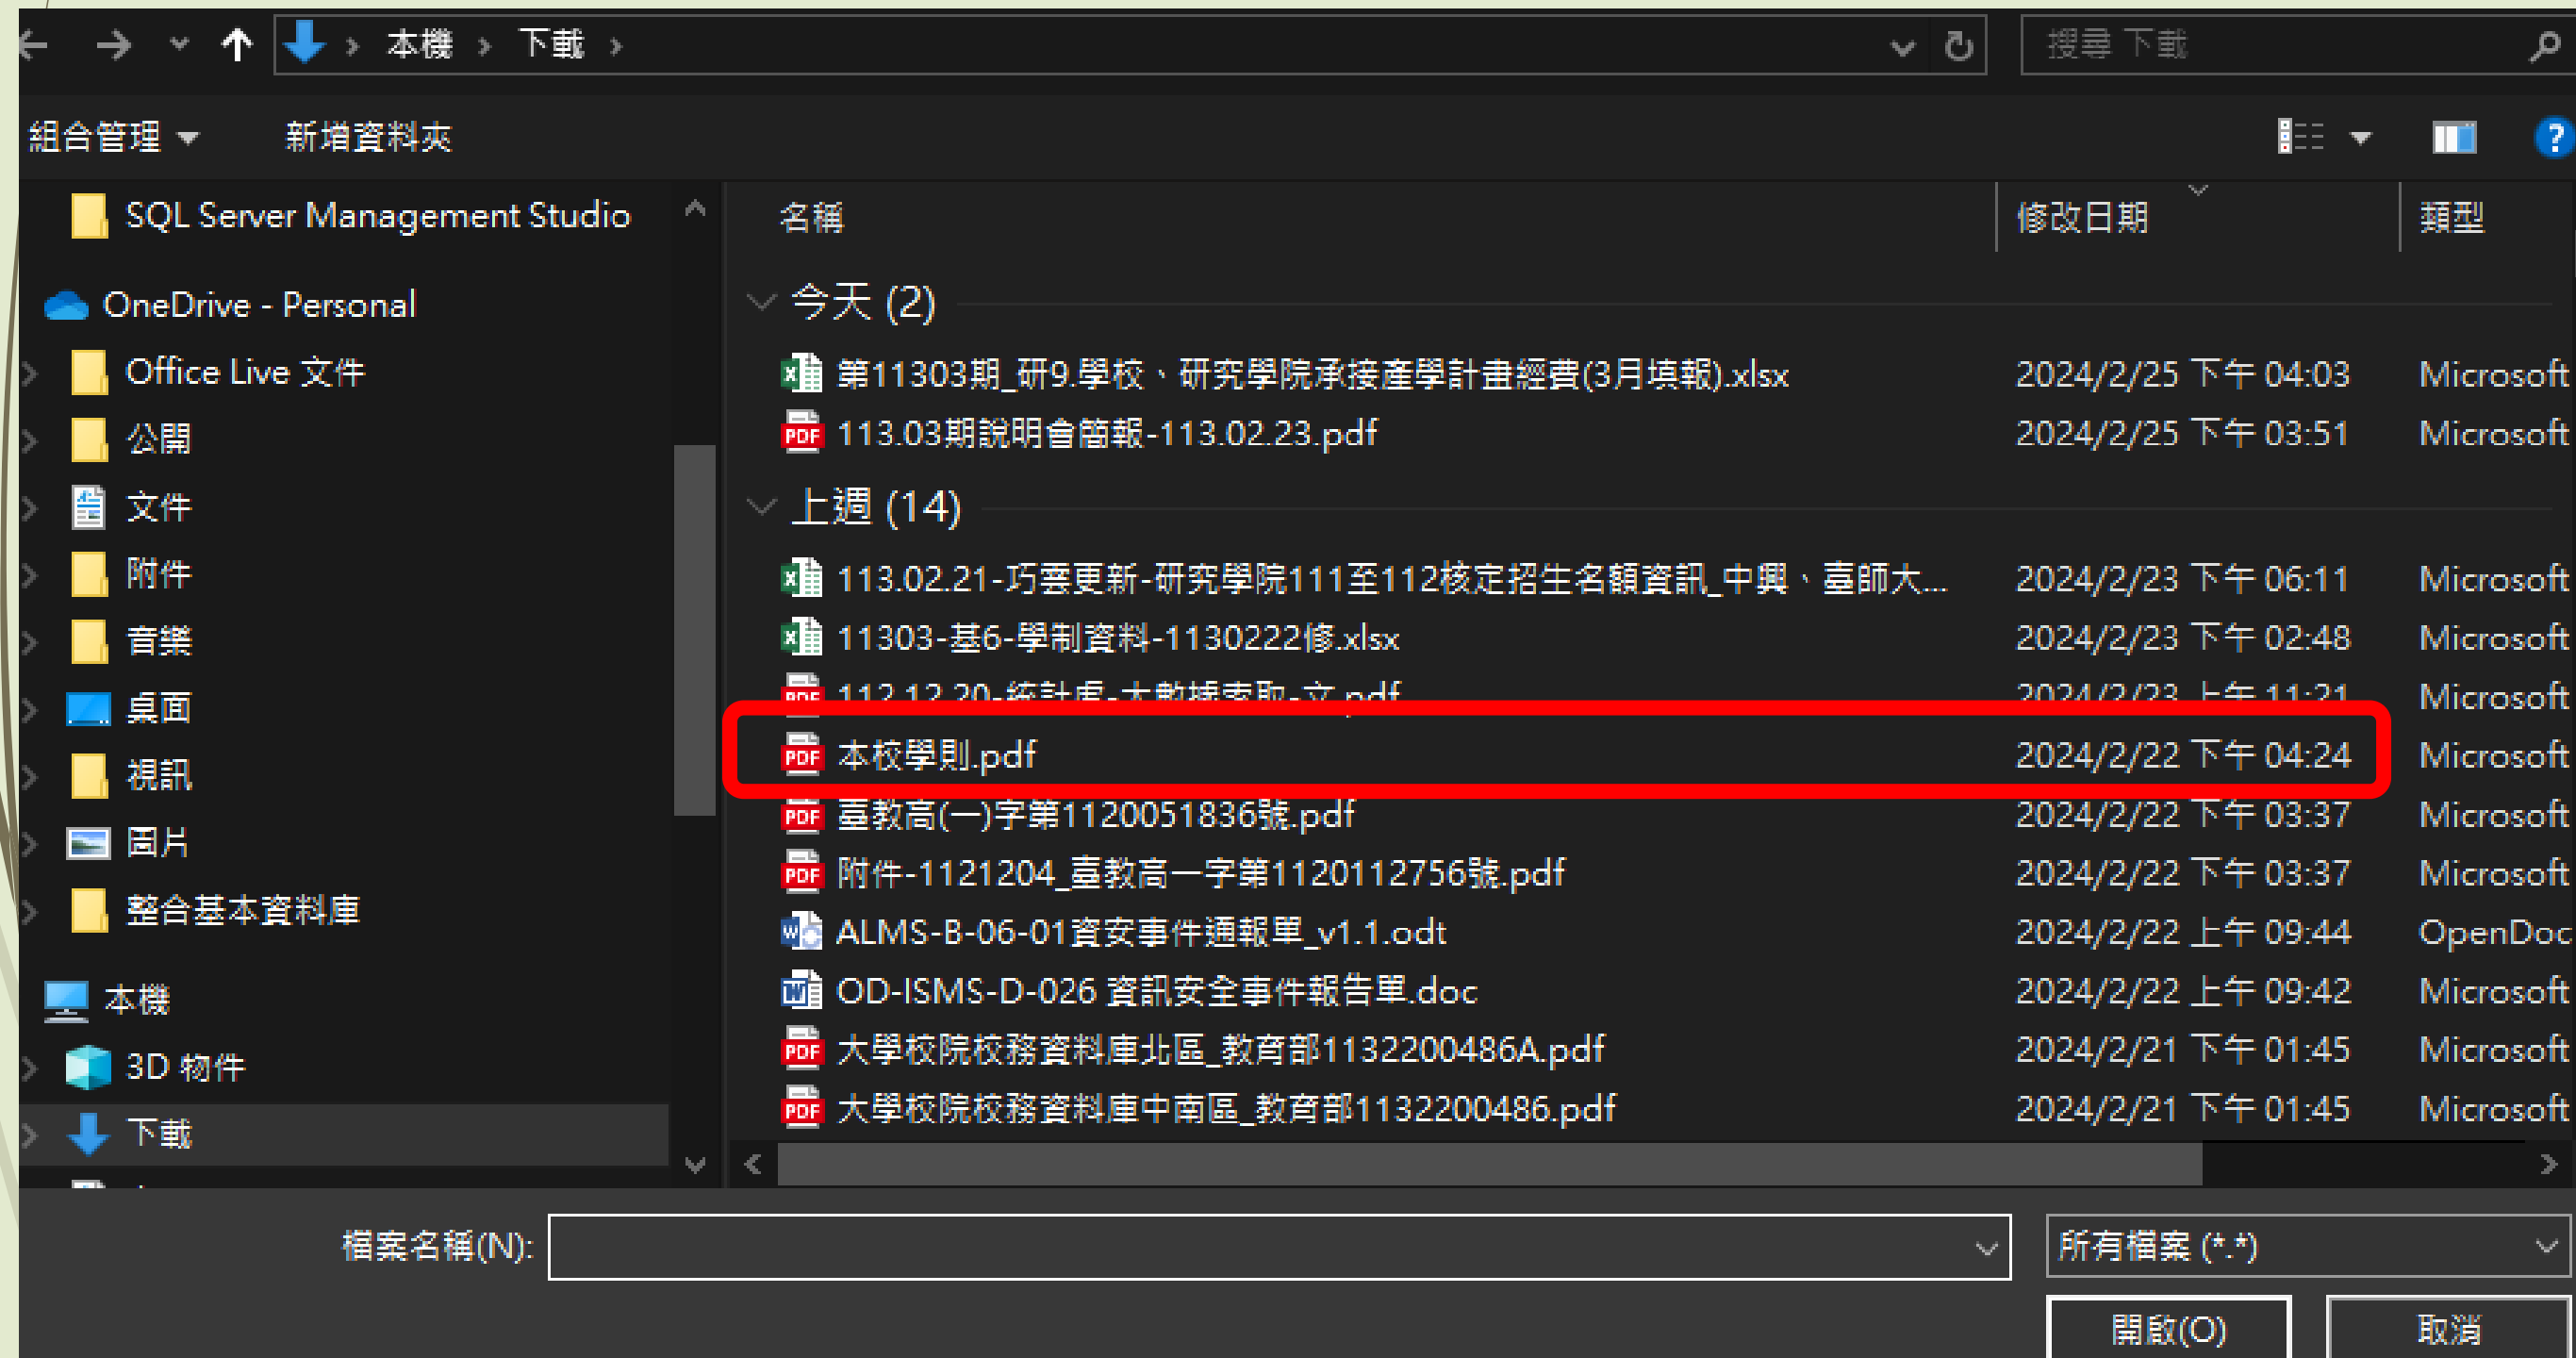 本機 下載 搜尋 下載
組合管理 新增資料夾
SQL Server Management Studio
OneDrive - Personal
Office Live 文件
公開
文件
附件
音樂
桌面
視訊
圖片
整合基本資料庫
本機
3D 物件
下載
名稱 修改日期 類型
今天 (2)
第11303期_研9.學校、研究學院承接產學計畫經費(3月填報).xlsx 2024/2/25 下午 04:03 Microsoft
113.03期說明會簡報-113.02.23.pdf 2024/2/25 下午 03:51 Microsoft
上週 (14)
113.02.21-巧雲更新-研究學院111至112核定招生名額資訊_中興、臺師大... 2024/2/23 下午 06:11 Microsoft
11303-基6-學制資料-1130222修.xlsx 2024/2/23 下午 02:48 Microsoft
112.12.20-統計處-大數據索取-文.pdf 2024/2/23 上午 11:21 Microsoft
本校學則.pdf 2024/2/22 下午 04:24 Microsoft
臺教高(一)字第1120051836號.pdf 2024/2/22 下午 03:37 Microsoft
附件-1121204_臺教高一字第1120112756號.pdf 2024/2/22 下午 03:37 Microsoft
ALMS-B-06-01資安事件通報單_v1.1.odt 2024/2/22 上午 09:44 OpenDoc
OD-ISMS-D-026 資訊安全事件報告單.doc 2024/2/22 上午 09:42 Microsoft
大學校院校務資料庫北區_教育部1132200486A.pdf 2024/2/21 下午 01:45 Microsoft
大學校院校務資料庫中南區_教育部1132200486.pdf 2024/2/21 下午 01:45 Microsoft
檔案名稱(N): 所有檔案 (*.*)
開啟(O) 取消